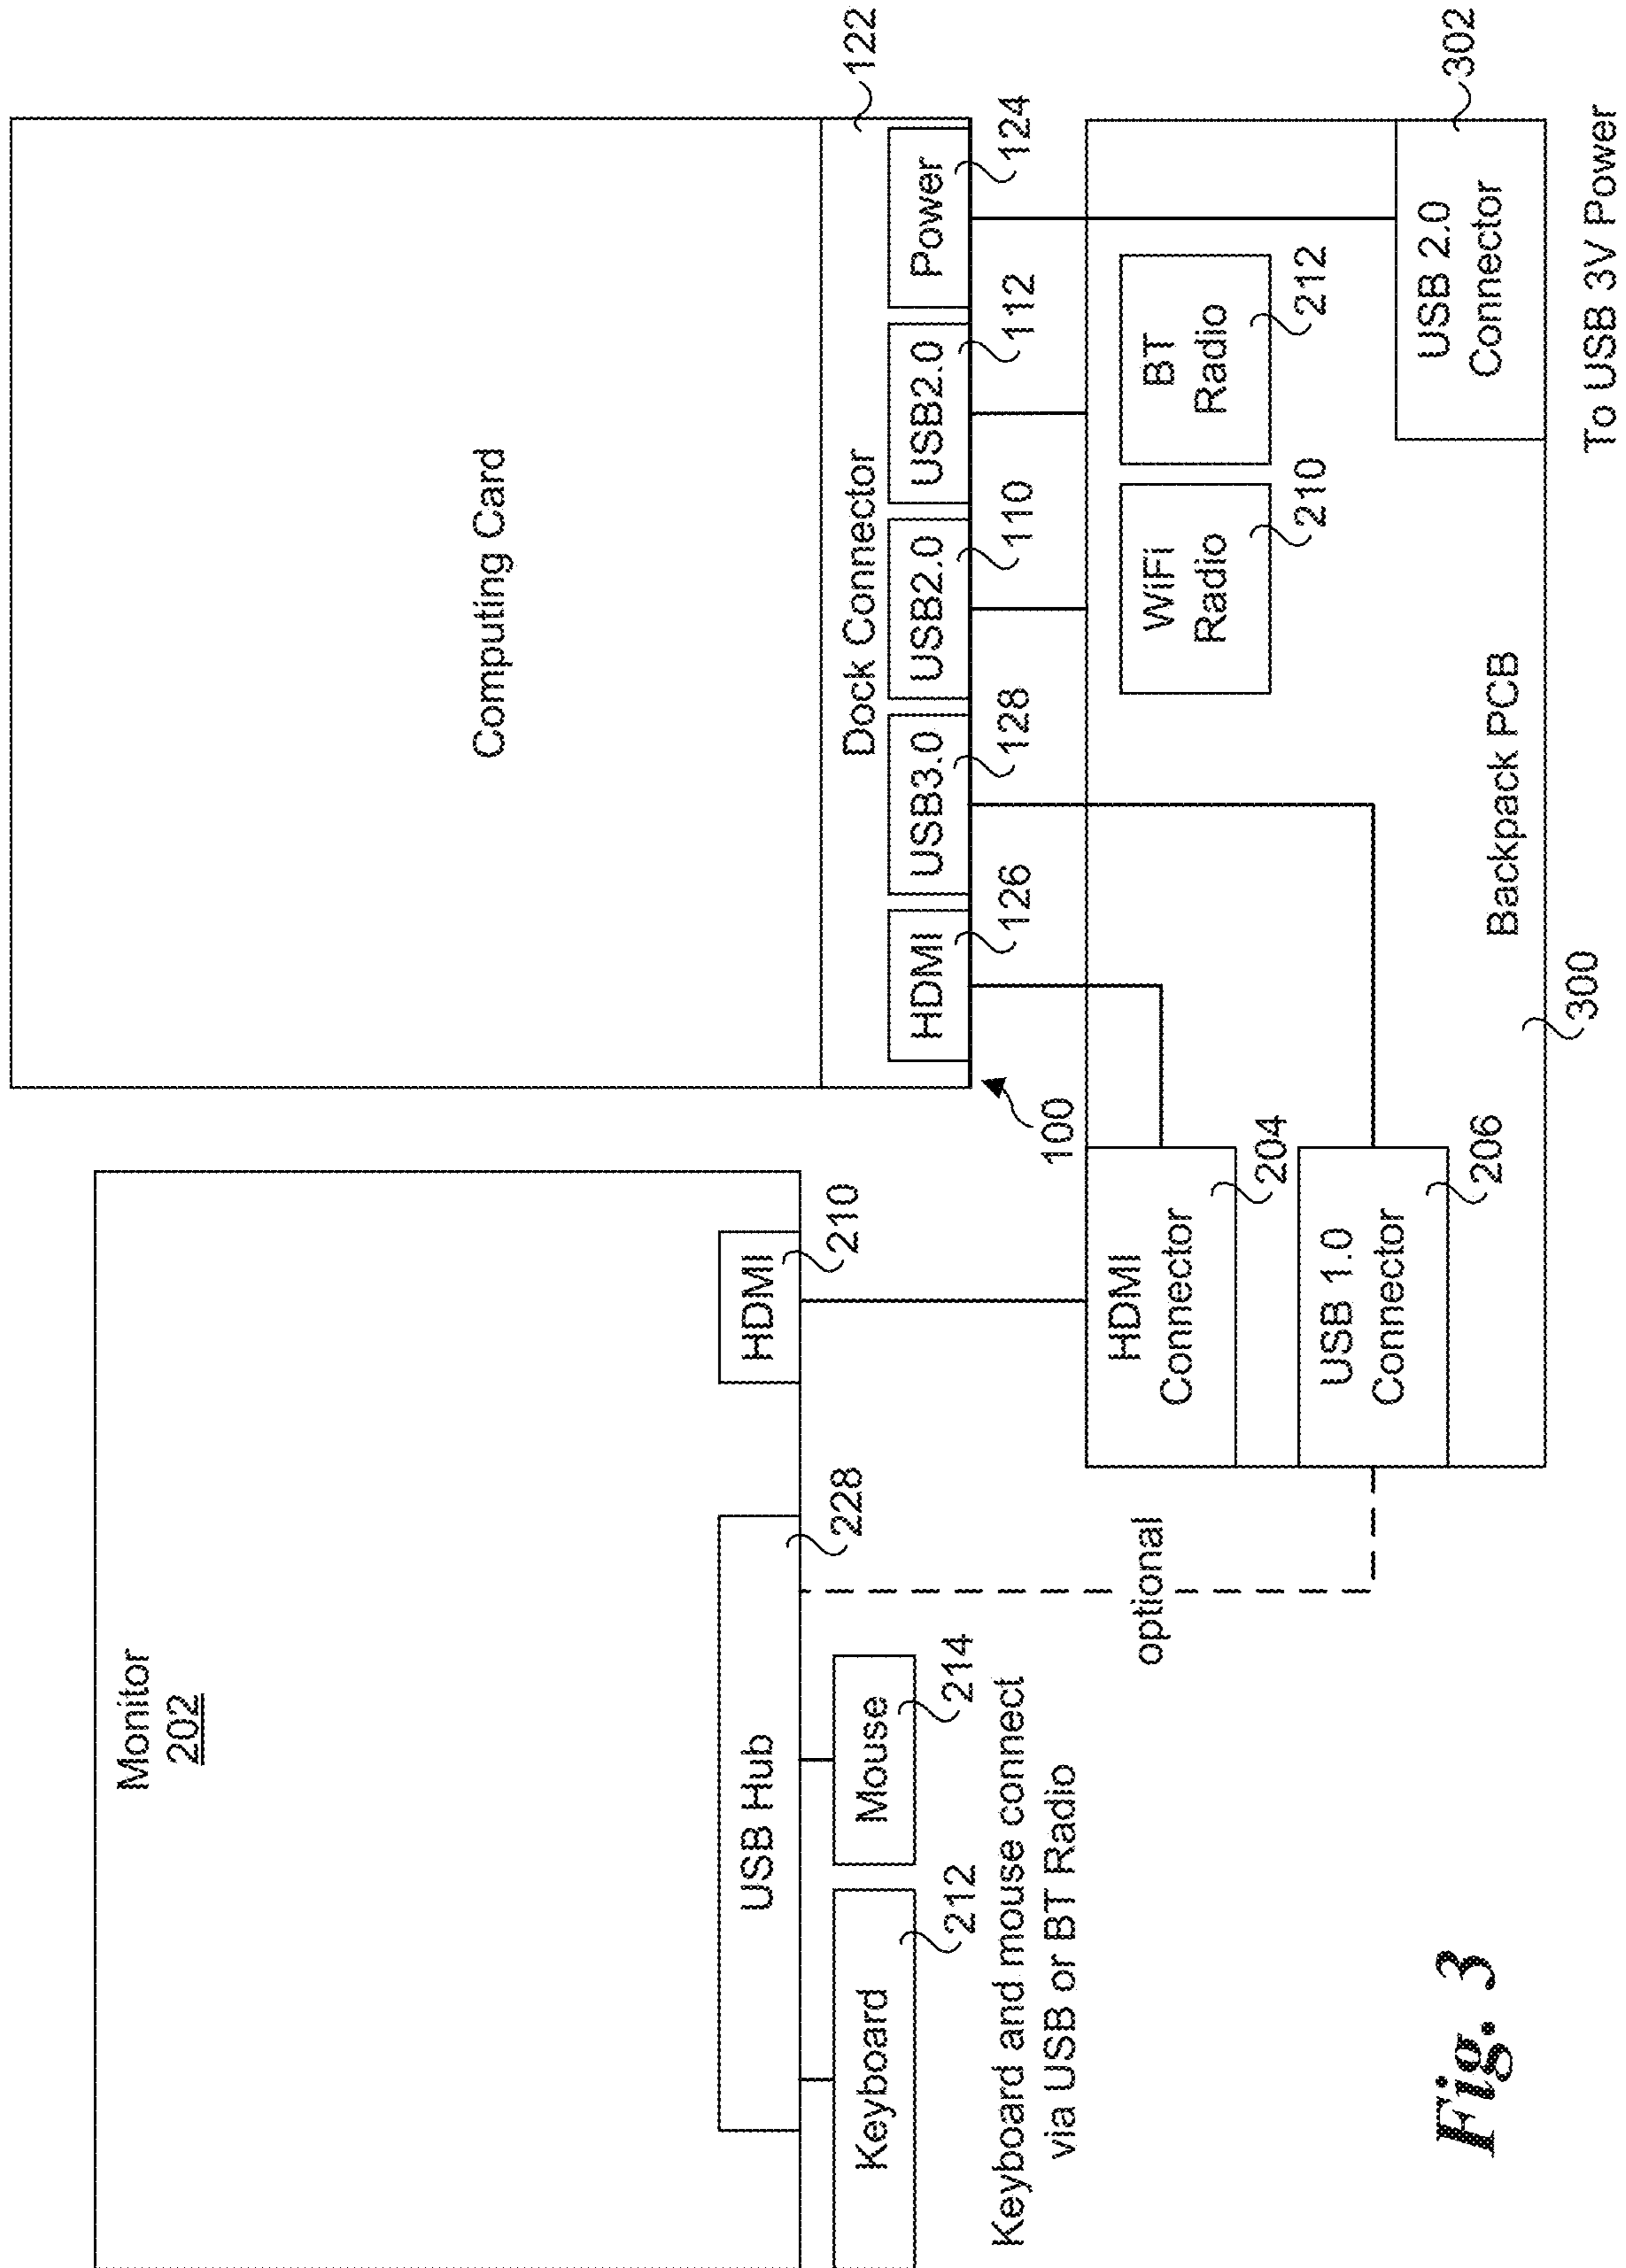 Monitor
202
USB Hub
228
HDMI
210
Keyboard
212
Mouse
214
Keyboard and mouse connect
via USB or BT Radio
optional
Computing Card
Dock Connector
122
HDMI
126
USB3.0
128
USB2.0
110
USB2.0
112
Power
124
100
HDMI
Connector
204
USB 1.0
Connector
206
WiFi
Radio
210
BT
Radio
212
USB 2.0
Connector
302
Backpack PCB
300
To USB 3V Power
Fig. 3